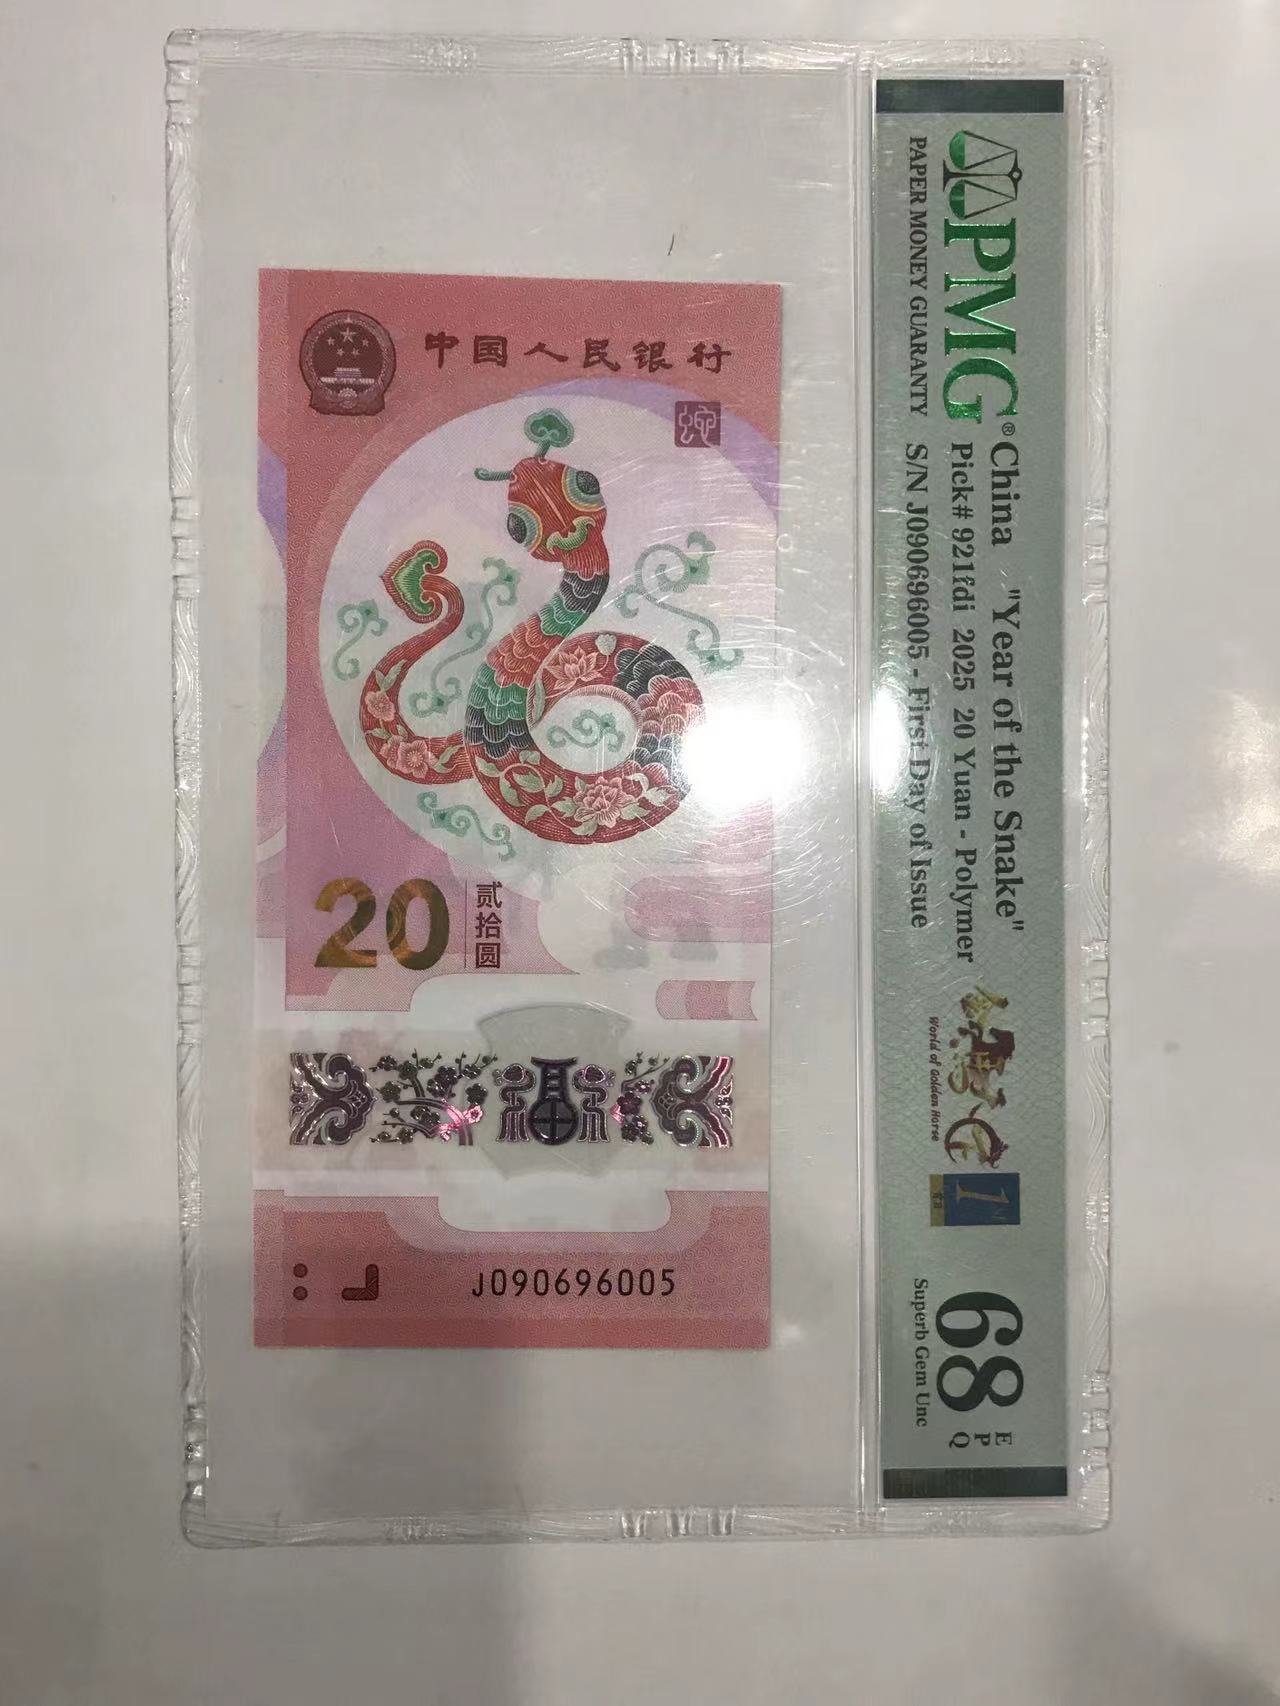 中国人民银行
蛇
20
贰拾圆
J090696005
PMG®
PAPER MONEY GUARANTY
China "Year of the Snake"
Pick# 921fdi 2025 20 Yuan - Polymer
S/N J090696005 - First Day of Issue
World of Golden Horse
1
68
EPQ
Superb Gem Unc